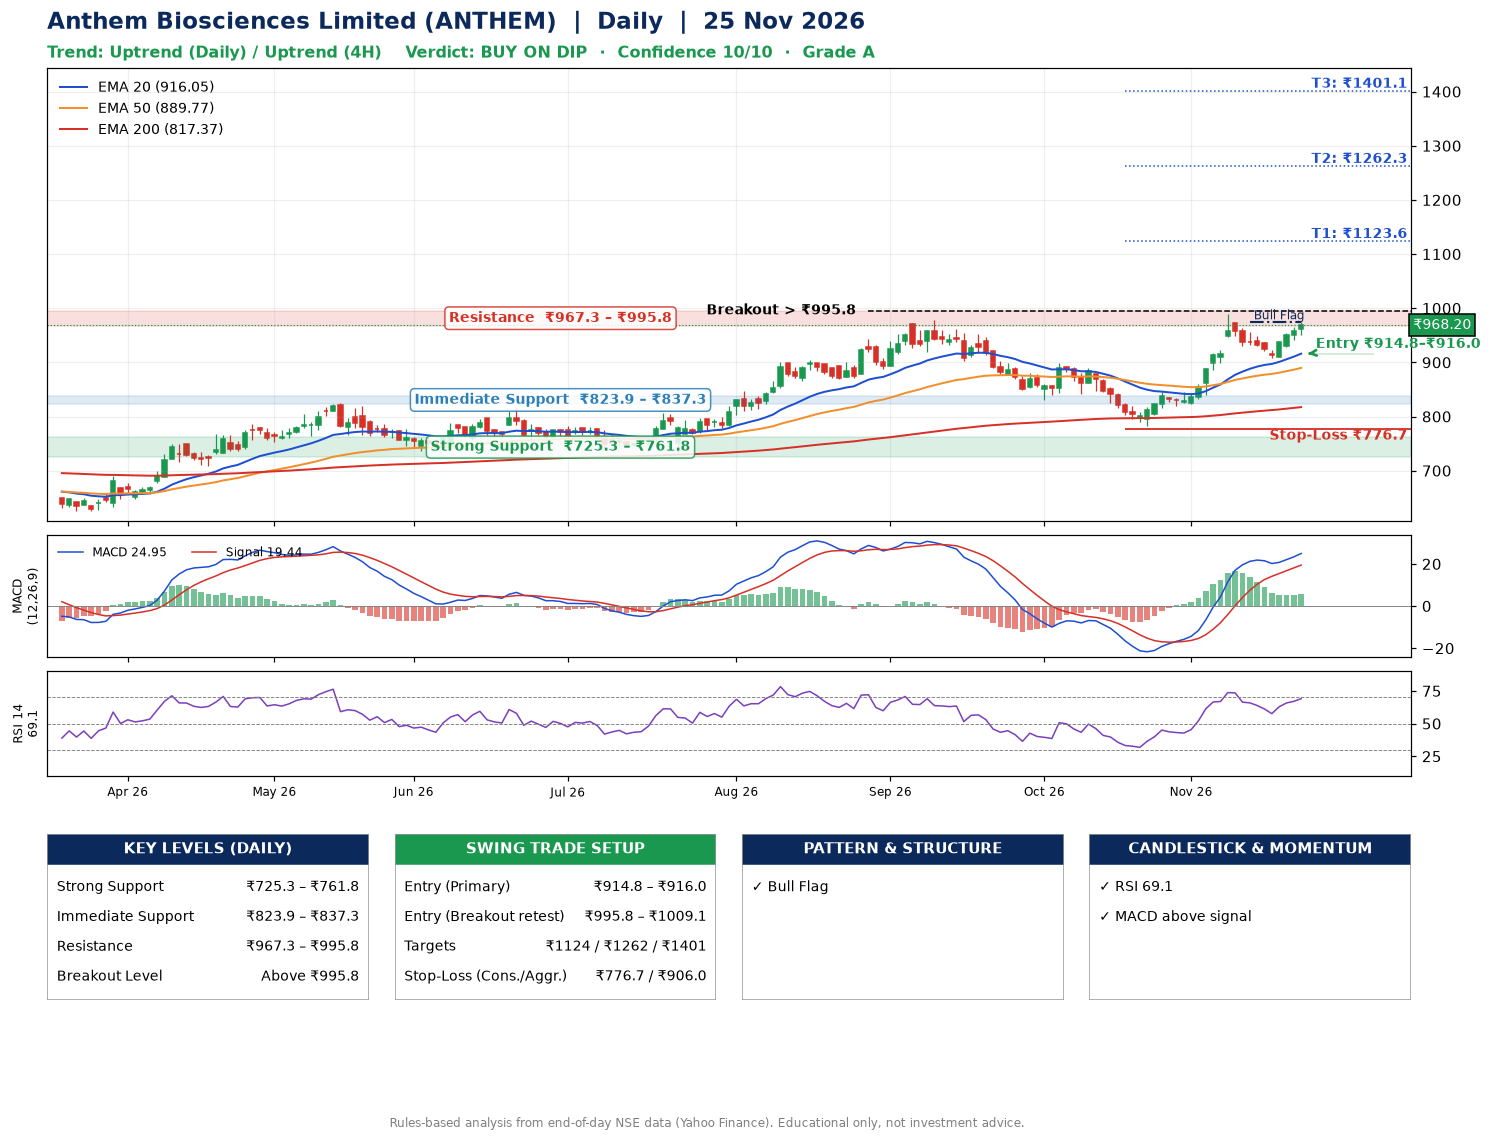 Anthem Biosciences Limited (ANTHEM)  |  Daily  |  25 Nov 2026
Trend: Uptrend (Daily) / Uptrend (4H)    Verdict: BUY ON DIP  ·  Confidence 10/10  ·  Grade A
EMA 20 (916.05)
EMA 50 (889.77)
EMA 200 (817.37)
T3: ₹1401.1
T2: ₹1262.3
T1: ₹1123.6
Resistance  ₹967.3 – ₹995.8
Breakout > ₹995.8
Bull Flag
₹968.20
Entry ₹914.8–₹916.0
Immediate Support  ₹823.9 – ₹837.3
Strong Support  ₹725.3 – ₹761.8
Stop-Loss ₹776.7
1400
1300
1200
1100
1000
900
800
700
MACD (12,26,9)
MACD 24.95
Signal 19.44
20
0
−20
RSI 14
69.1
75
50
25
Apr 26
May 26
Jun 26
Jul 26
Aug 26
Sep 26
Oct 26
Nov 26
KEY LEVELS (DAILY)
Strong Support ₹725.3 – ₹761.8
Immediate Support ₹823.9 – ₹837.3
Resistance ₹967.3 – ₹995.8
Breakout Level Above ₹995.8
SWING TRADE SETUP
Entry (Primary) ₹914.8 – ₹916.0
Entry (Breakout retest) ₹995.8 – ₹1009.1
Targets ₹1124 / ₹1262 / ₹1401
Stop-Loss (Cons./Aggr.) ₹776.7 / ₹906.0
PATTERN & STRUCTURE
✓ Bull Flag
CANDLESTICK & MOMENTUM
✓ RSI 69.1
✓ MACD above signal
Rules-based analysis from end-of-day NSE data (Yahoo Finance). Educational only, not investment advice.